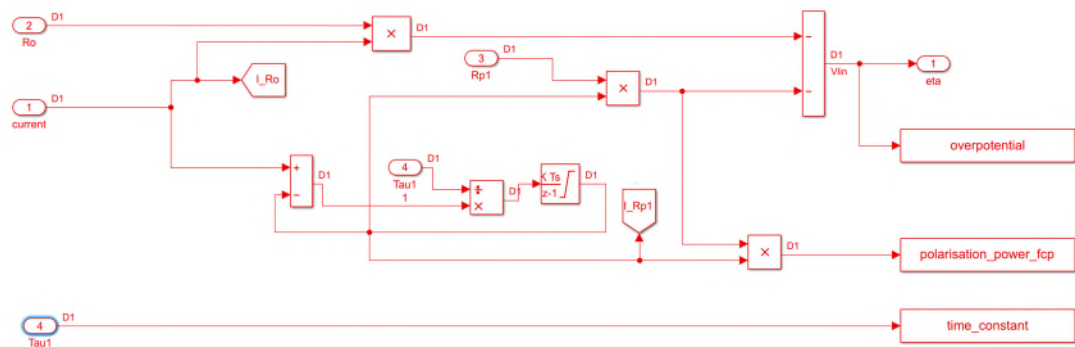 2
D1
Ro
×
D1
−
I_Ro
1
D1
current
3
D1
Rp1
×
D1
−
D1
Vlin
1
eta
overpotential
+
−
D1
4
D1
Tau1
1
÷
×
D1
K Ts
z-1
D1
I_Rp1
×
D1
polarisation_power_fcp
4
D1
Tau1
time_constant